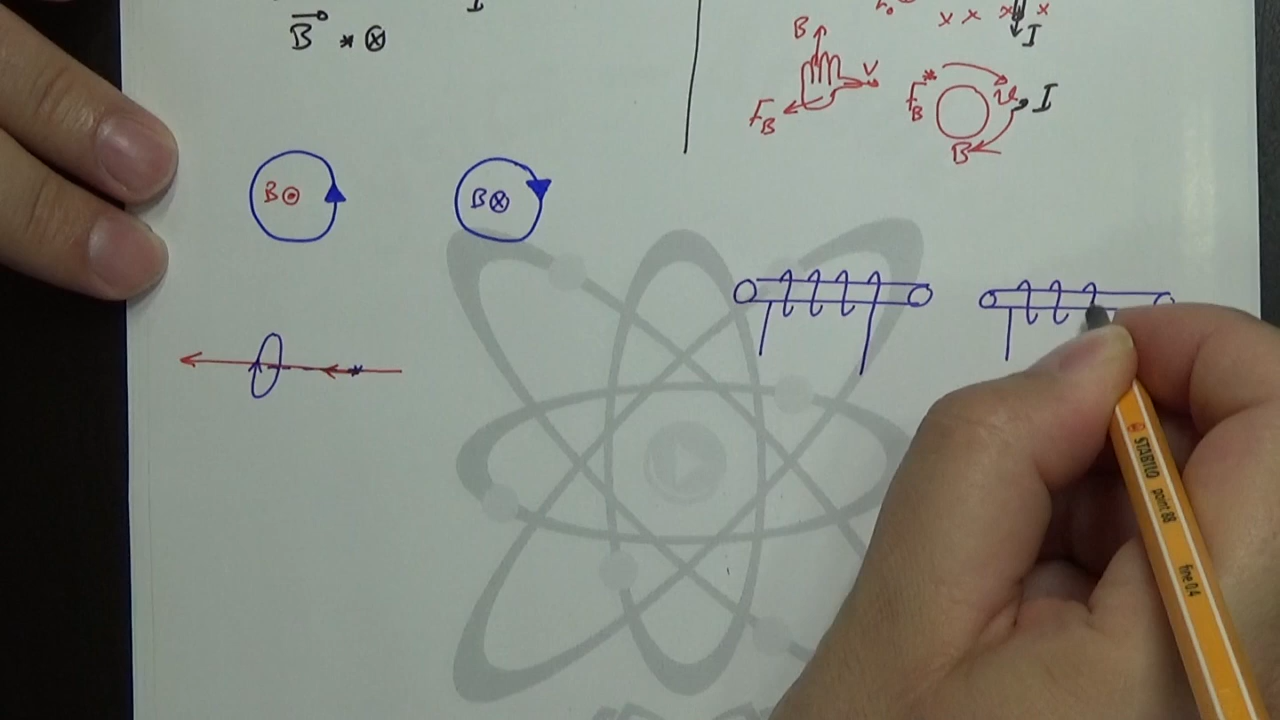 B * ⊗
I
× × × ×
I
B
V
F_B
F_B *
v
I
B
B⊙
B⊗
STABILO point 88 fine 0,4